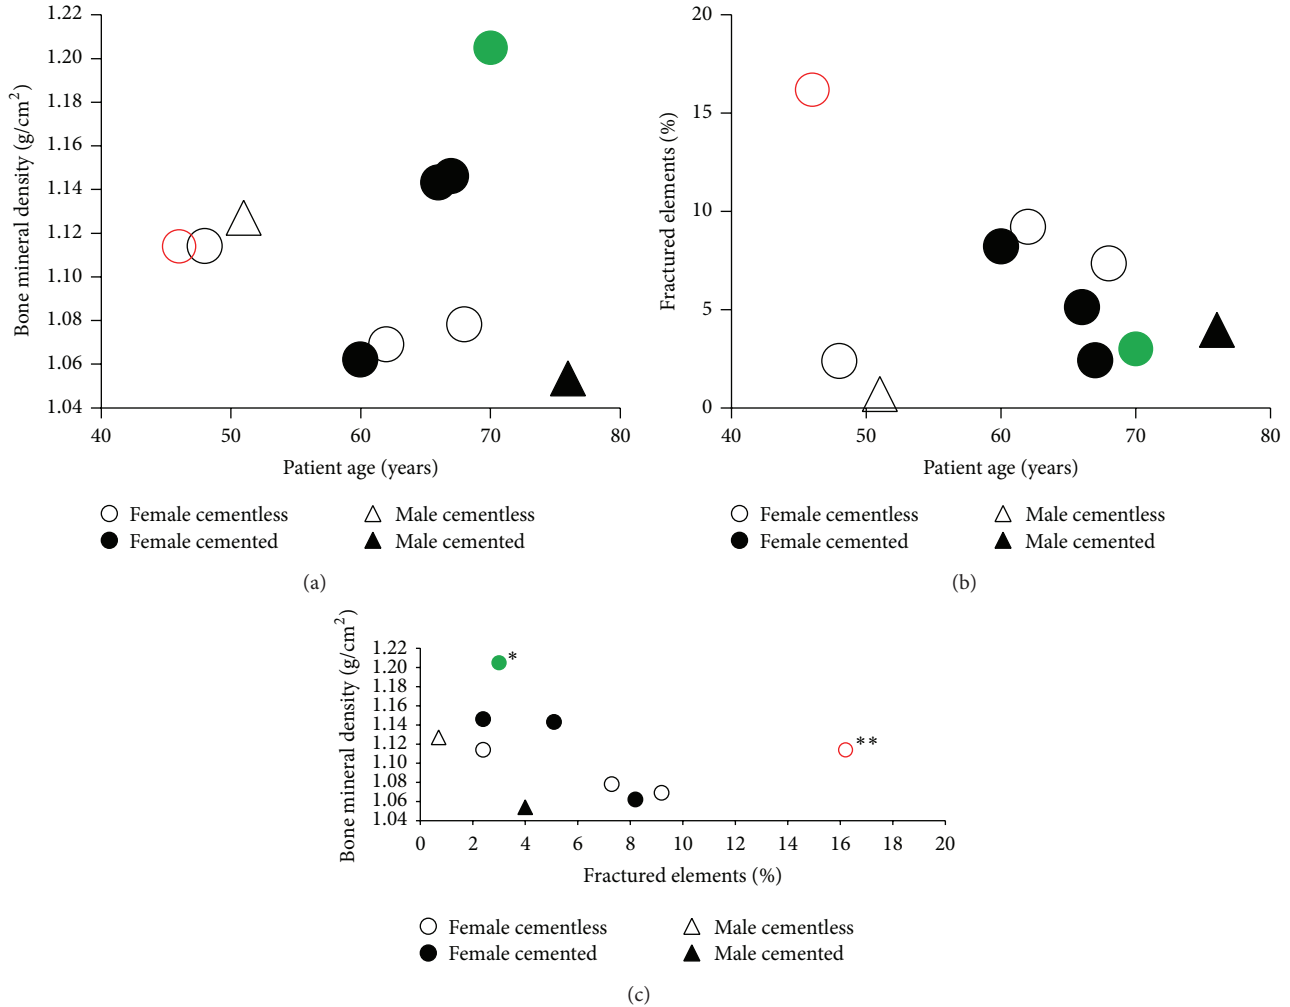 1.22
1.20
1.18
1.16
1.14
1.12
1.10
1.08
1.06
1.04
Bone mineral density (g/cm²)
40 50 60 70 80
Patient age (years)
Female cementless
Male cementless
Female cemented
Male cemented
(a)
20
15
10
5
0
Fractured elements (%)
40 50 60 70 80
Patient age (years)
Female cementless
Male cementless
Female cemented
Male cemented
(b)
1.22
1.20
1.18
1.16
1.14
1.12
1.10
1.08
1.06
1.04
Bone mineral density (g/cm²)
*
**
0 2 4 6 8 10 12 14 16 18 20
Fractured elements (%)
Female cementless
Male cementless
Female cemented
Male cemented
(c)